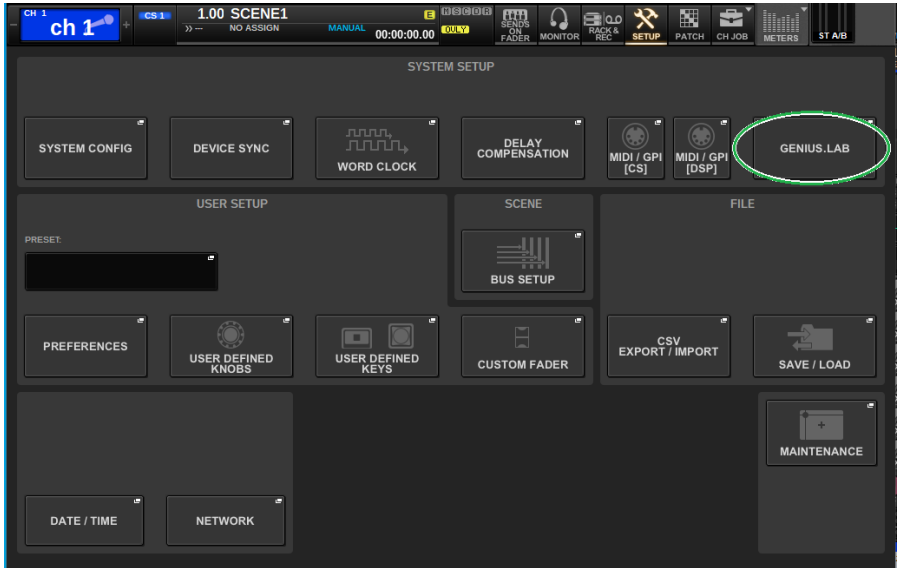 CH 1
ch 1
CS 1
1.00 SCENE1
NO ASSIGN
MANUAL
00:00:00.00
E
SENDS ON FADER
MONITOR
RACK & REC
SETUP
PATCH
CH JOB
METERS
ST A/B
SYSTEM SETUP
SYSTEM CONFIG
DEVICE SYNC
WORD CLOCK
DELAY
COMPENSATION
MIDI / GPI
[CS]
MIDI / GPI
[DSP]
GENIUS.LAB
USER SETUP
SCENE
FILE
PRESET:
BUS SETUP
PREFERENCES
USER DEFINED
KNOBS
USER DEFINED
KEYS
CUSTOM FADER
CSV
EXPORT / IMPORT
SAVE / LOAD
MAINTENANCE
DATE / TIME
NETWORK